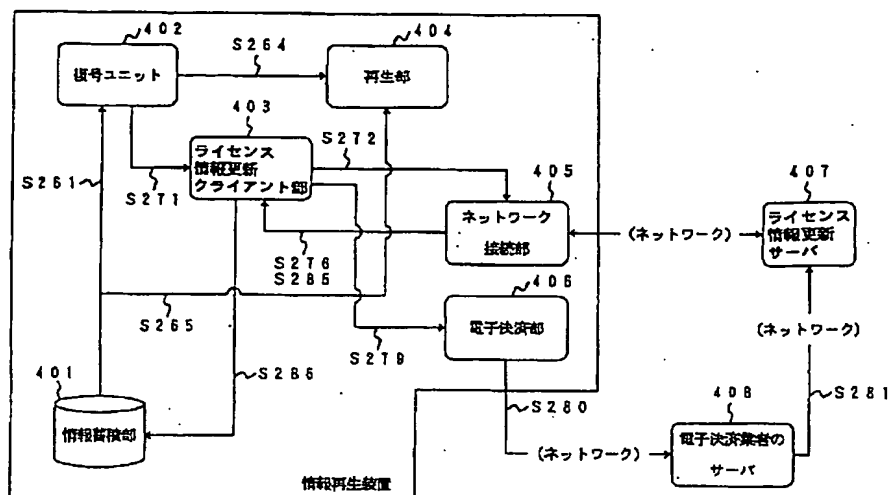 402
S264
404
復号ユニット
再生部
403
S272
ライセンス
情報更新
クライアント部
405
407
S261
S271
ネットワーク
接続部
(ネットワーク)
ライセンス
情報更新
サーバ
S276
S285
406
S265
電子決済部
(ネットワーク)
S279
401
S286
S280
408
S281
情報蓄積部
(ネットワーク)
電子決済業者の
サーバ
情報再生装置